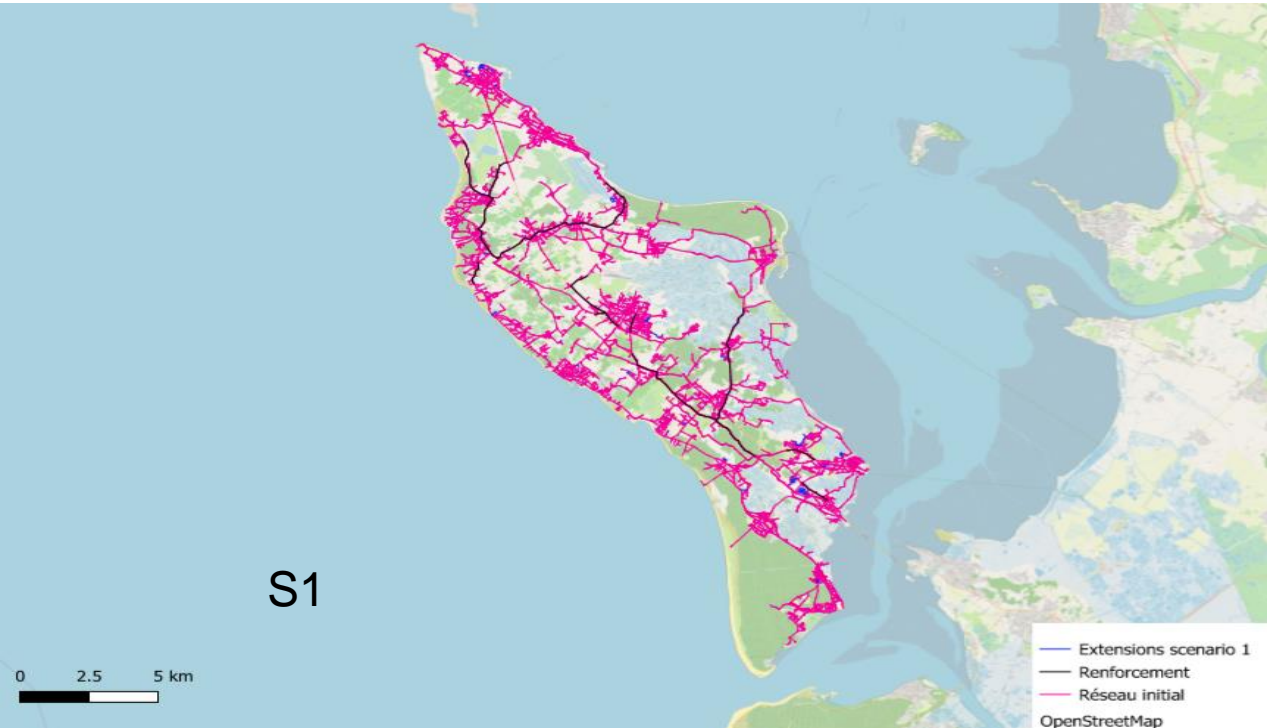 S1
0 2.5 5 km
Extensions scenario 1
Renforcement
Réseau initial
OpenStreetMap